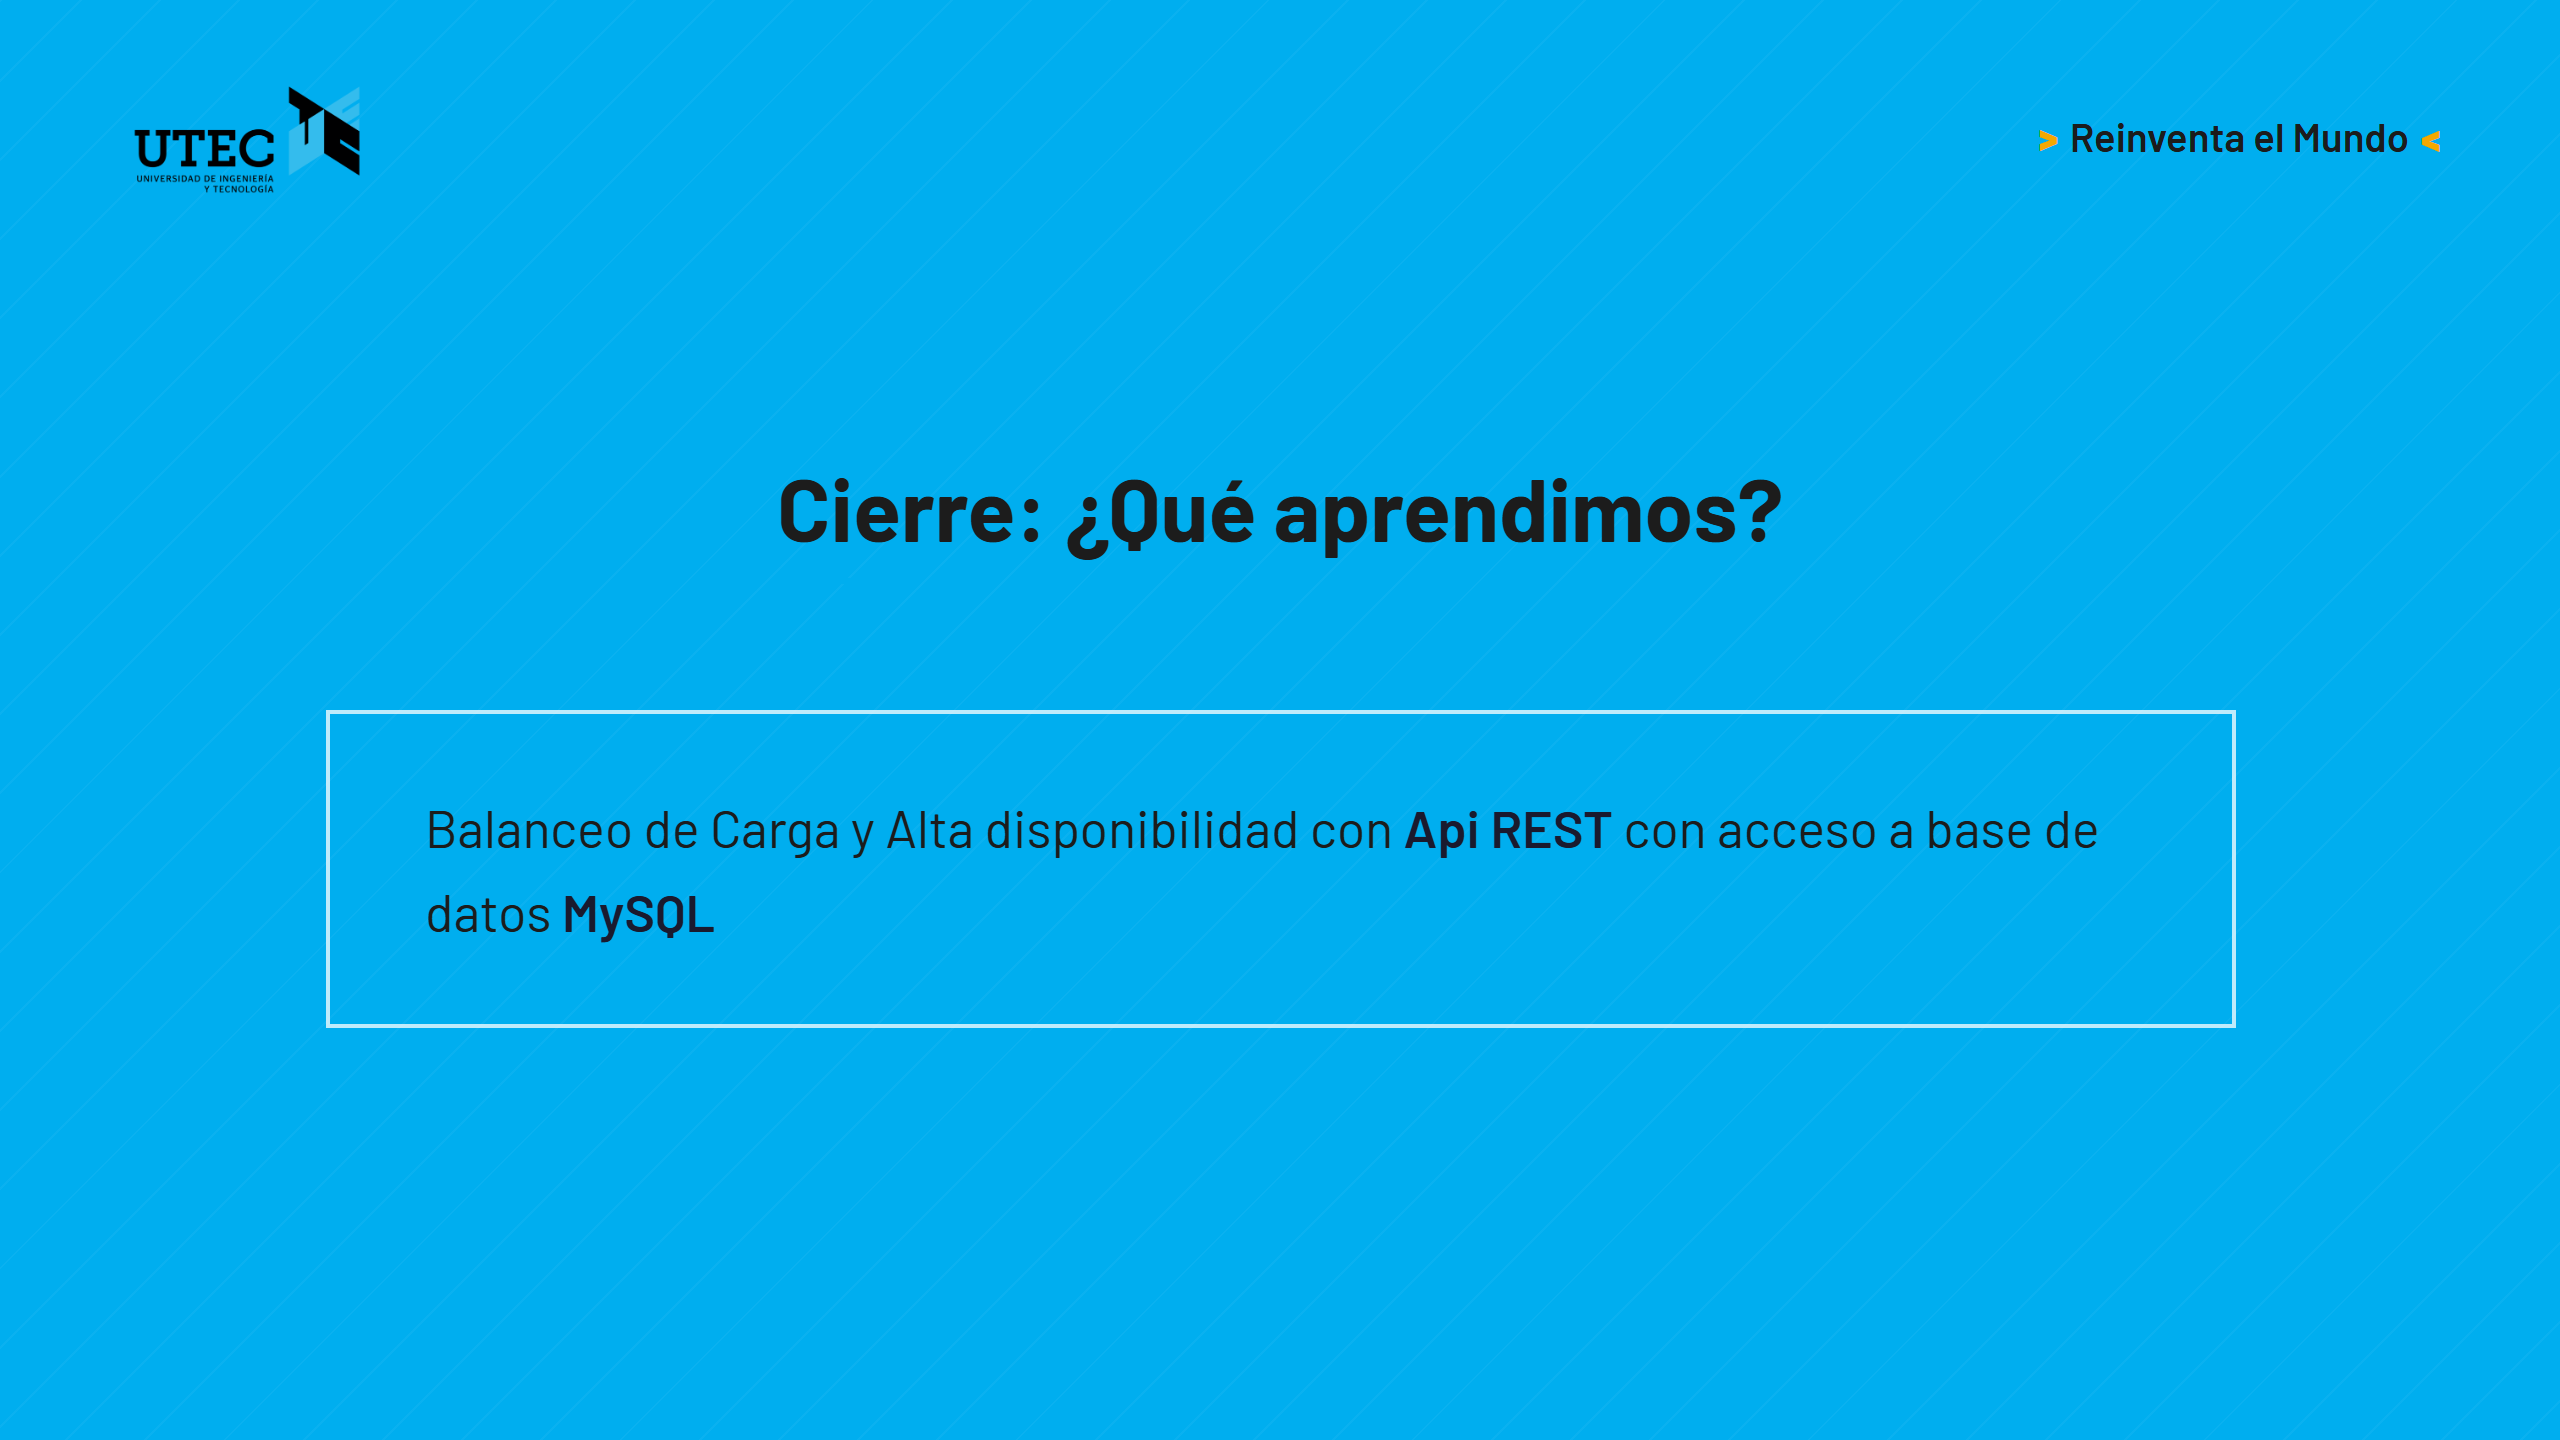 UTEC
UNIVERSIDAD DE INGENIERÍA
Y TECNOLOGÍA
> Reinventa el Mundo <
Cierre: ¿Qué aprendimos?
Balanceo de Carga y Alta disponibilidad con Api REST con acceso a base de
datos MySQL